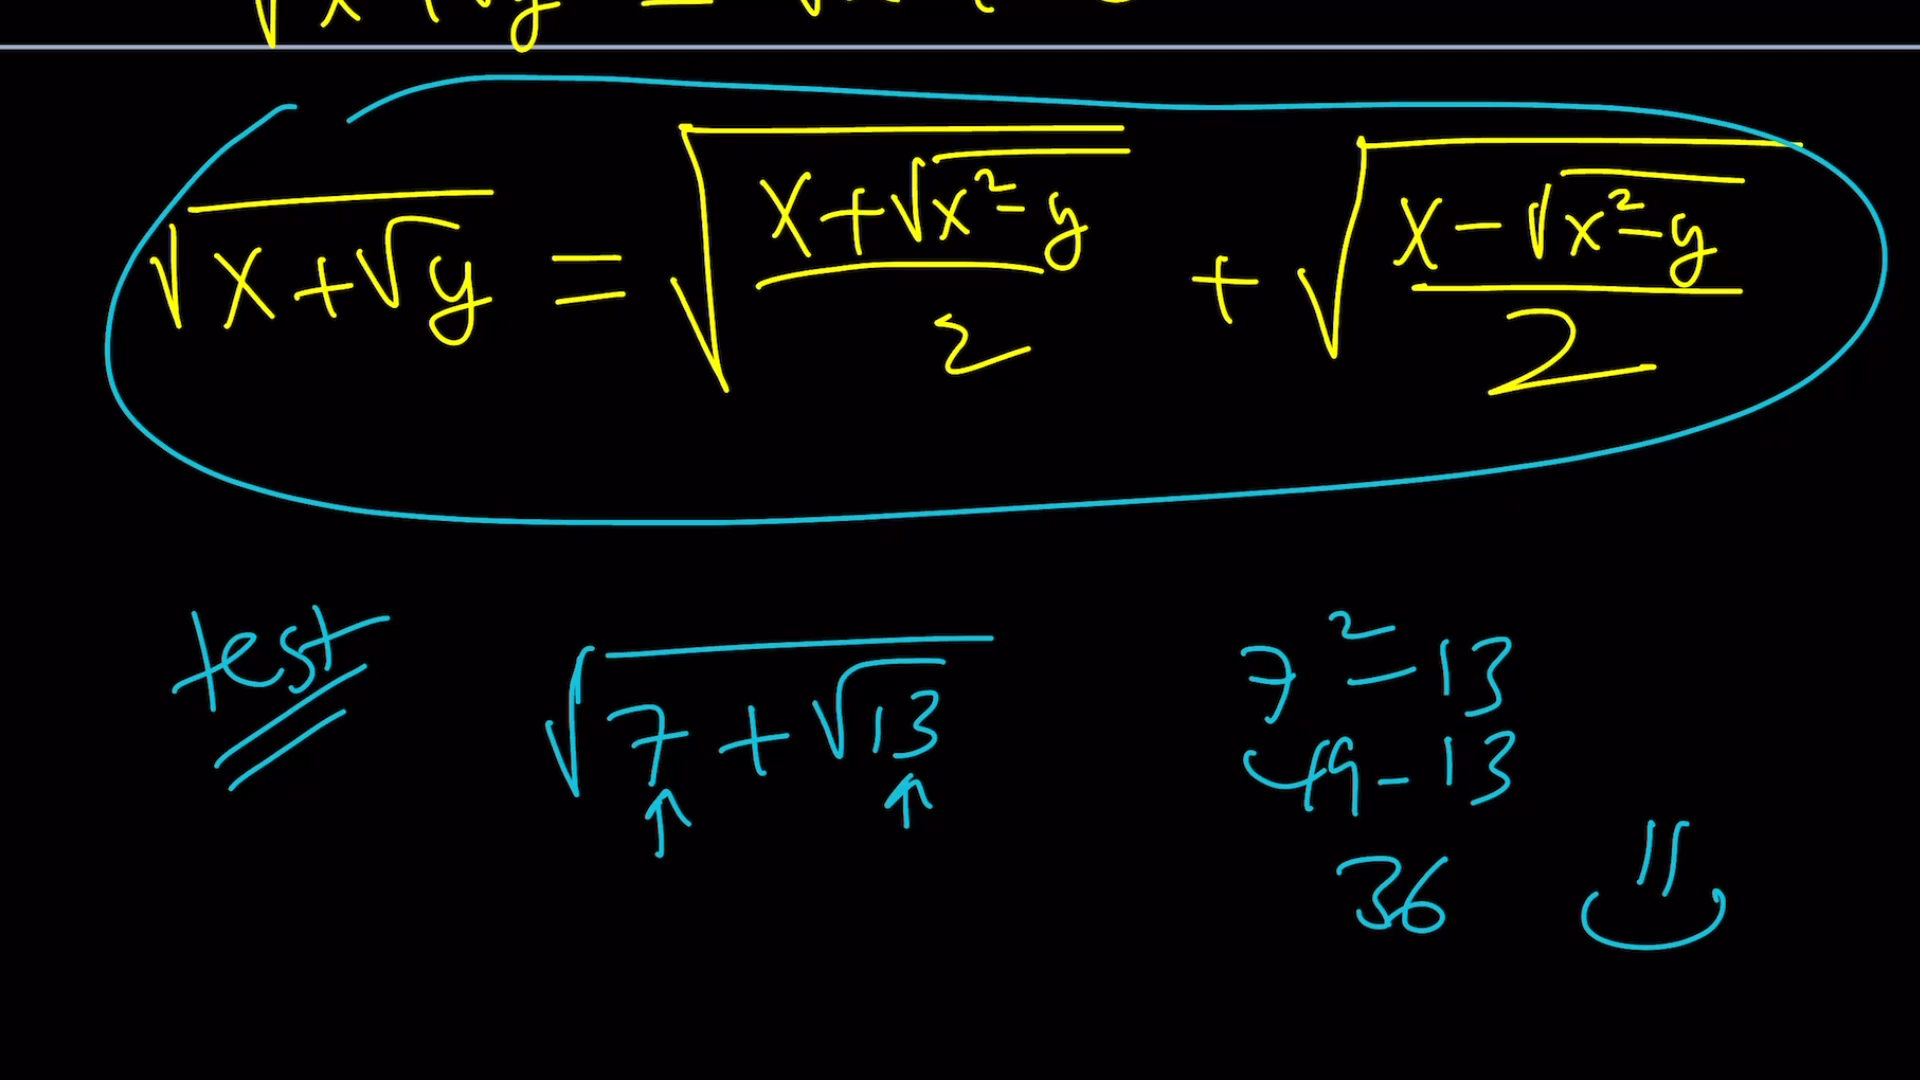 √(x+√y) = √((x+√(x²-y))/2) + √((x-√(x²-y))/2)
test √(7+√13) 7²-13
49-13
36